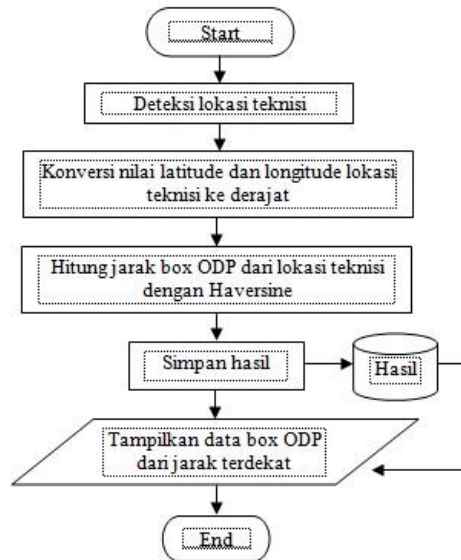 Start
Deteksi lokasi teknisi
Konversi nilai latitude dan longitude lokasi
teknisi ke derajat
Hitung jarak box ODP dari lokasi teknisi
dengan Haversine
Simpan hasil
Hasil
Tampilkan data box ODP
dari jarak terdekat
End